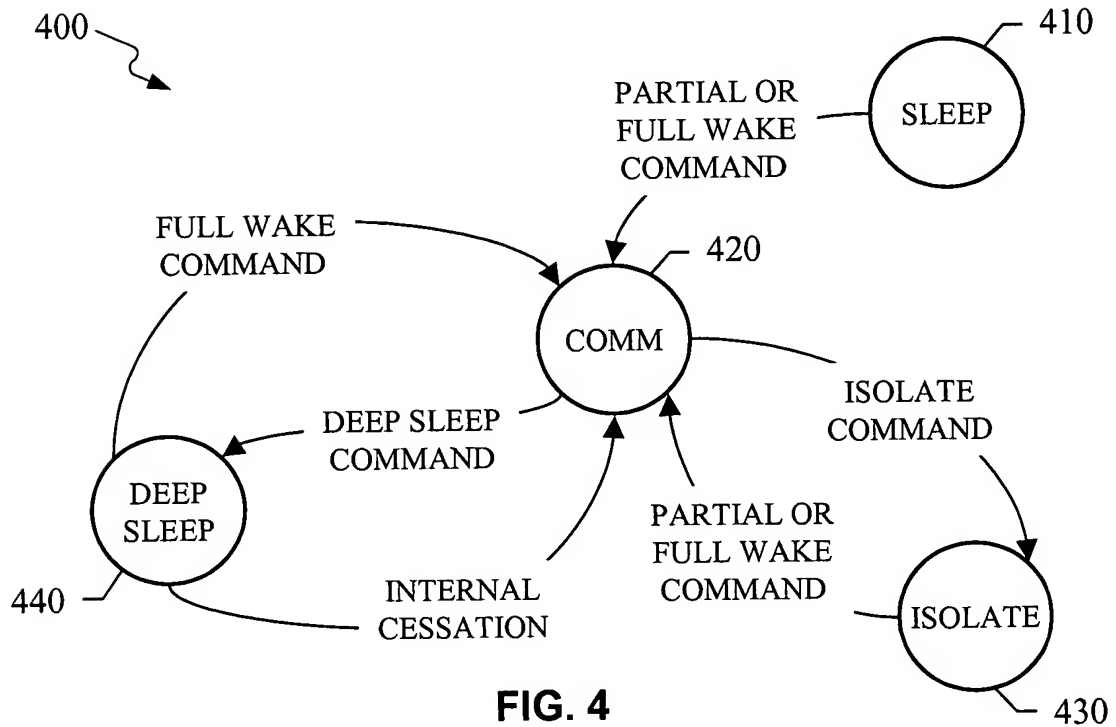 400
410
PARTIAL OR
FULL WAKE
COMMAND
SLEEP
FULL WAKE
COMMAND
420
COMM
ISOLATE
COMMAND
DEEP SLEEP
COMMAND
DEEP
SLEEP
PARTIAL OR
FULL WAKE
COMMAND
440
INTERNAL
CESSATION
ISOLATE
430
FIG. 4